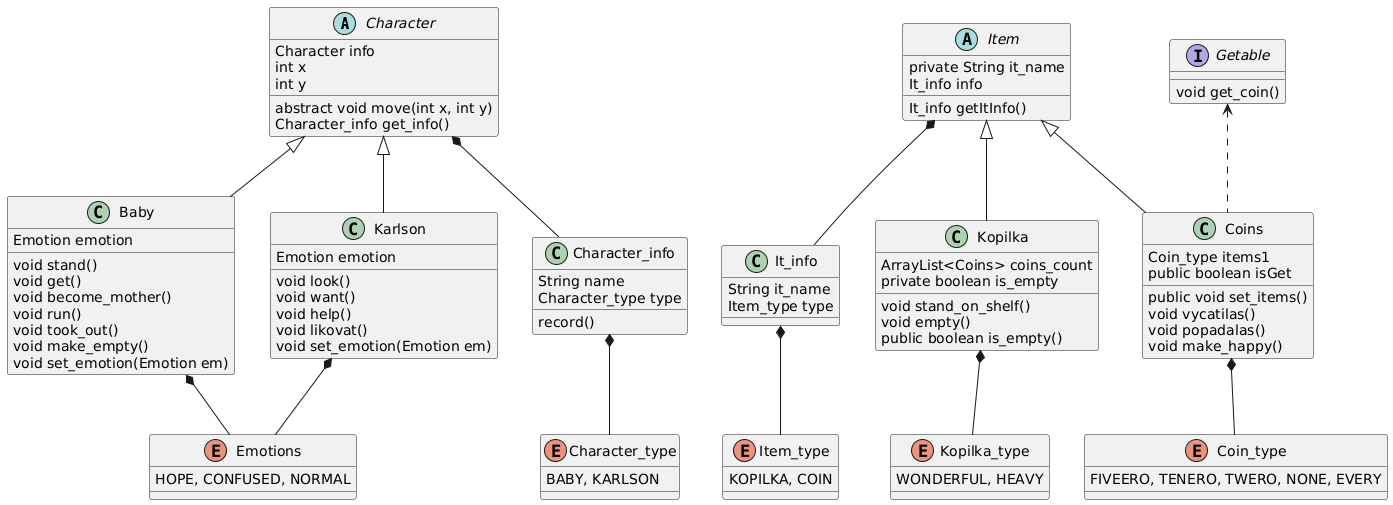 A Character
Character info
int x
int y
abstract void move(int x, int y)
Character_info get_info()
A Item
private String it_name
It_info info
It_info getItInfo()
I Getable
void get_coin()
C Baby
Emotion emotion
void stand()
void get()
void become_mother()
void run()
void took_out()
void make_empty()
void set_emotion(Emotion em)
C Karlson
Emotion emotion
void look()
void want()
void help()
void likovat()
void set_emotion(Emotion em)
C Character_info
String name
Character_type type
record()
C It_info
String it_name
Item_type type
C Kopilka
ArrayList<Coins> coins_count
private boolean is_empty
void stand_on_shelf()
void empty()
public boolean is_empty()
C Coins
Coin_type items1
public boolean isGet
public void set_items()
void vycatilas()
void popadalas()
void make_happy()
E Emotions
HOPE, CONFUSED, NORMAL
E Character_type
BABY, KARLSON
E Item_type
KOPILKA, COIN
E Kopilka_type
WONDERFUL, HEAVY
E Coin_type
FIVEERO, TENERO, TWERO, NONE, EVERY